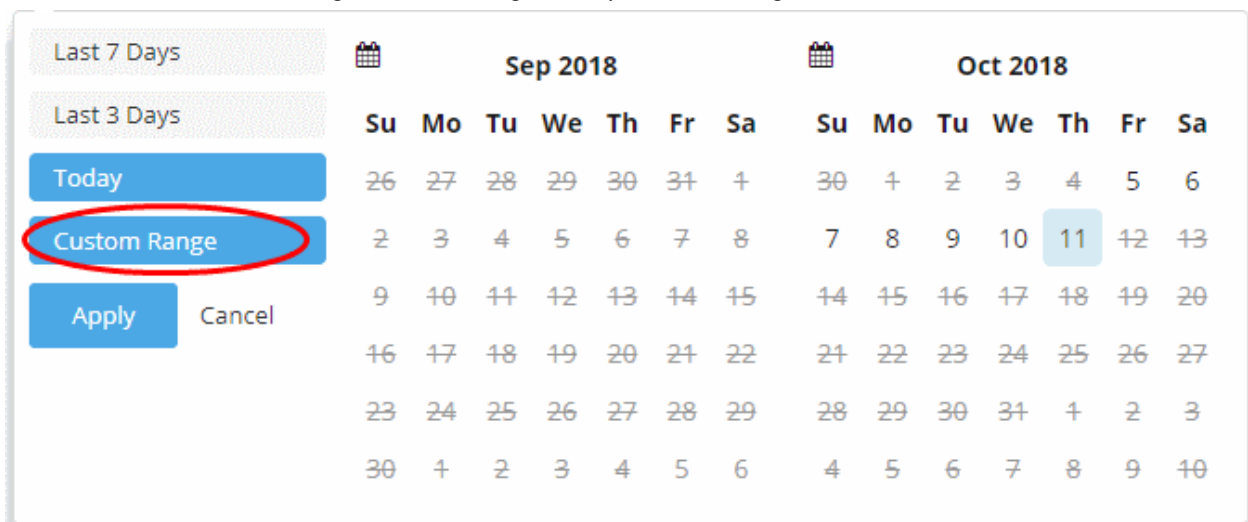 Last 7 Days
Last 3 Days
Today
Custom Range
Apply Cancel
Sep 2018
Su Mo Tu We Th Fr Sa
26 27 28 29 30 31 1
2 3 4 5 6 7 8
9 10 11 12 13 14 15
16 17 18 19 20 21 22
23 24 25 26 27 28 29
30 1 2 3 4 5 6
Oct 2018
Su Mo Tu We Th Fr Sa
30 1 2 3 4 5 6
7 8 9 10 11 12 13
14 15 16 17 18 19 20
21 22 23 24 25 26 27
28 29 30 31 1 2 3
4 5 6 7 8 9 10